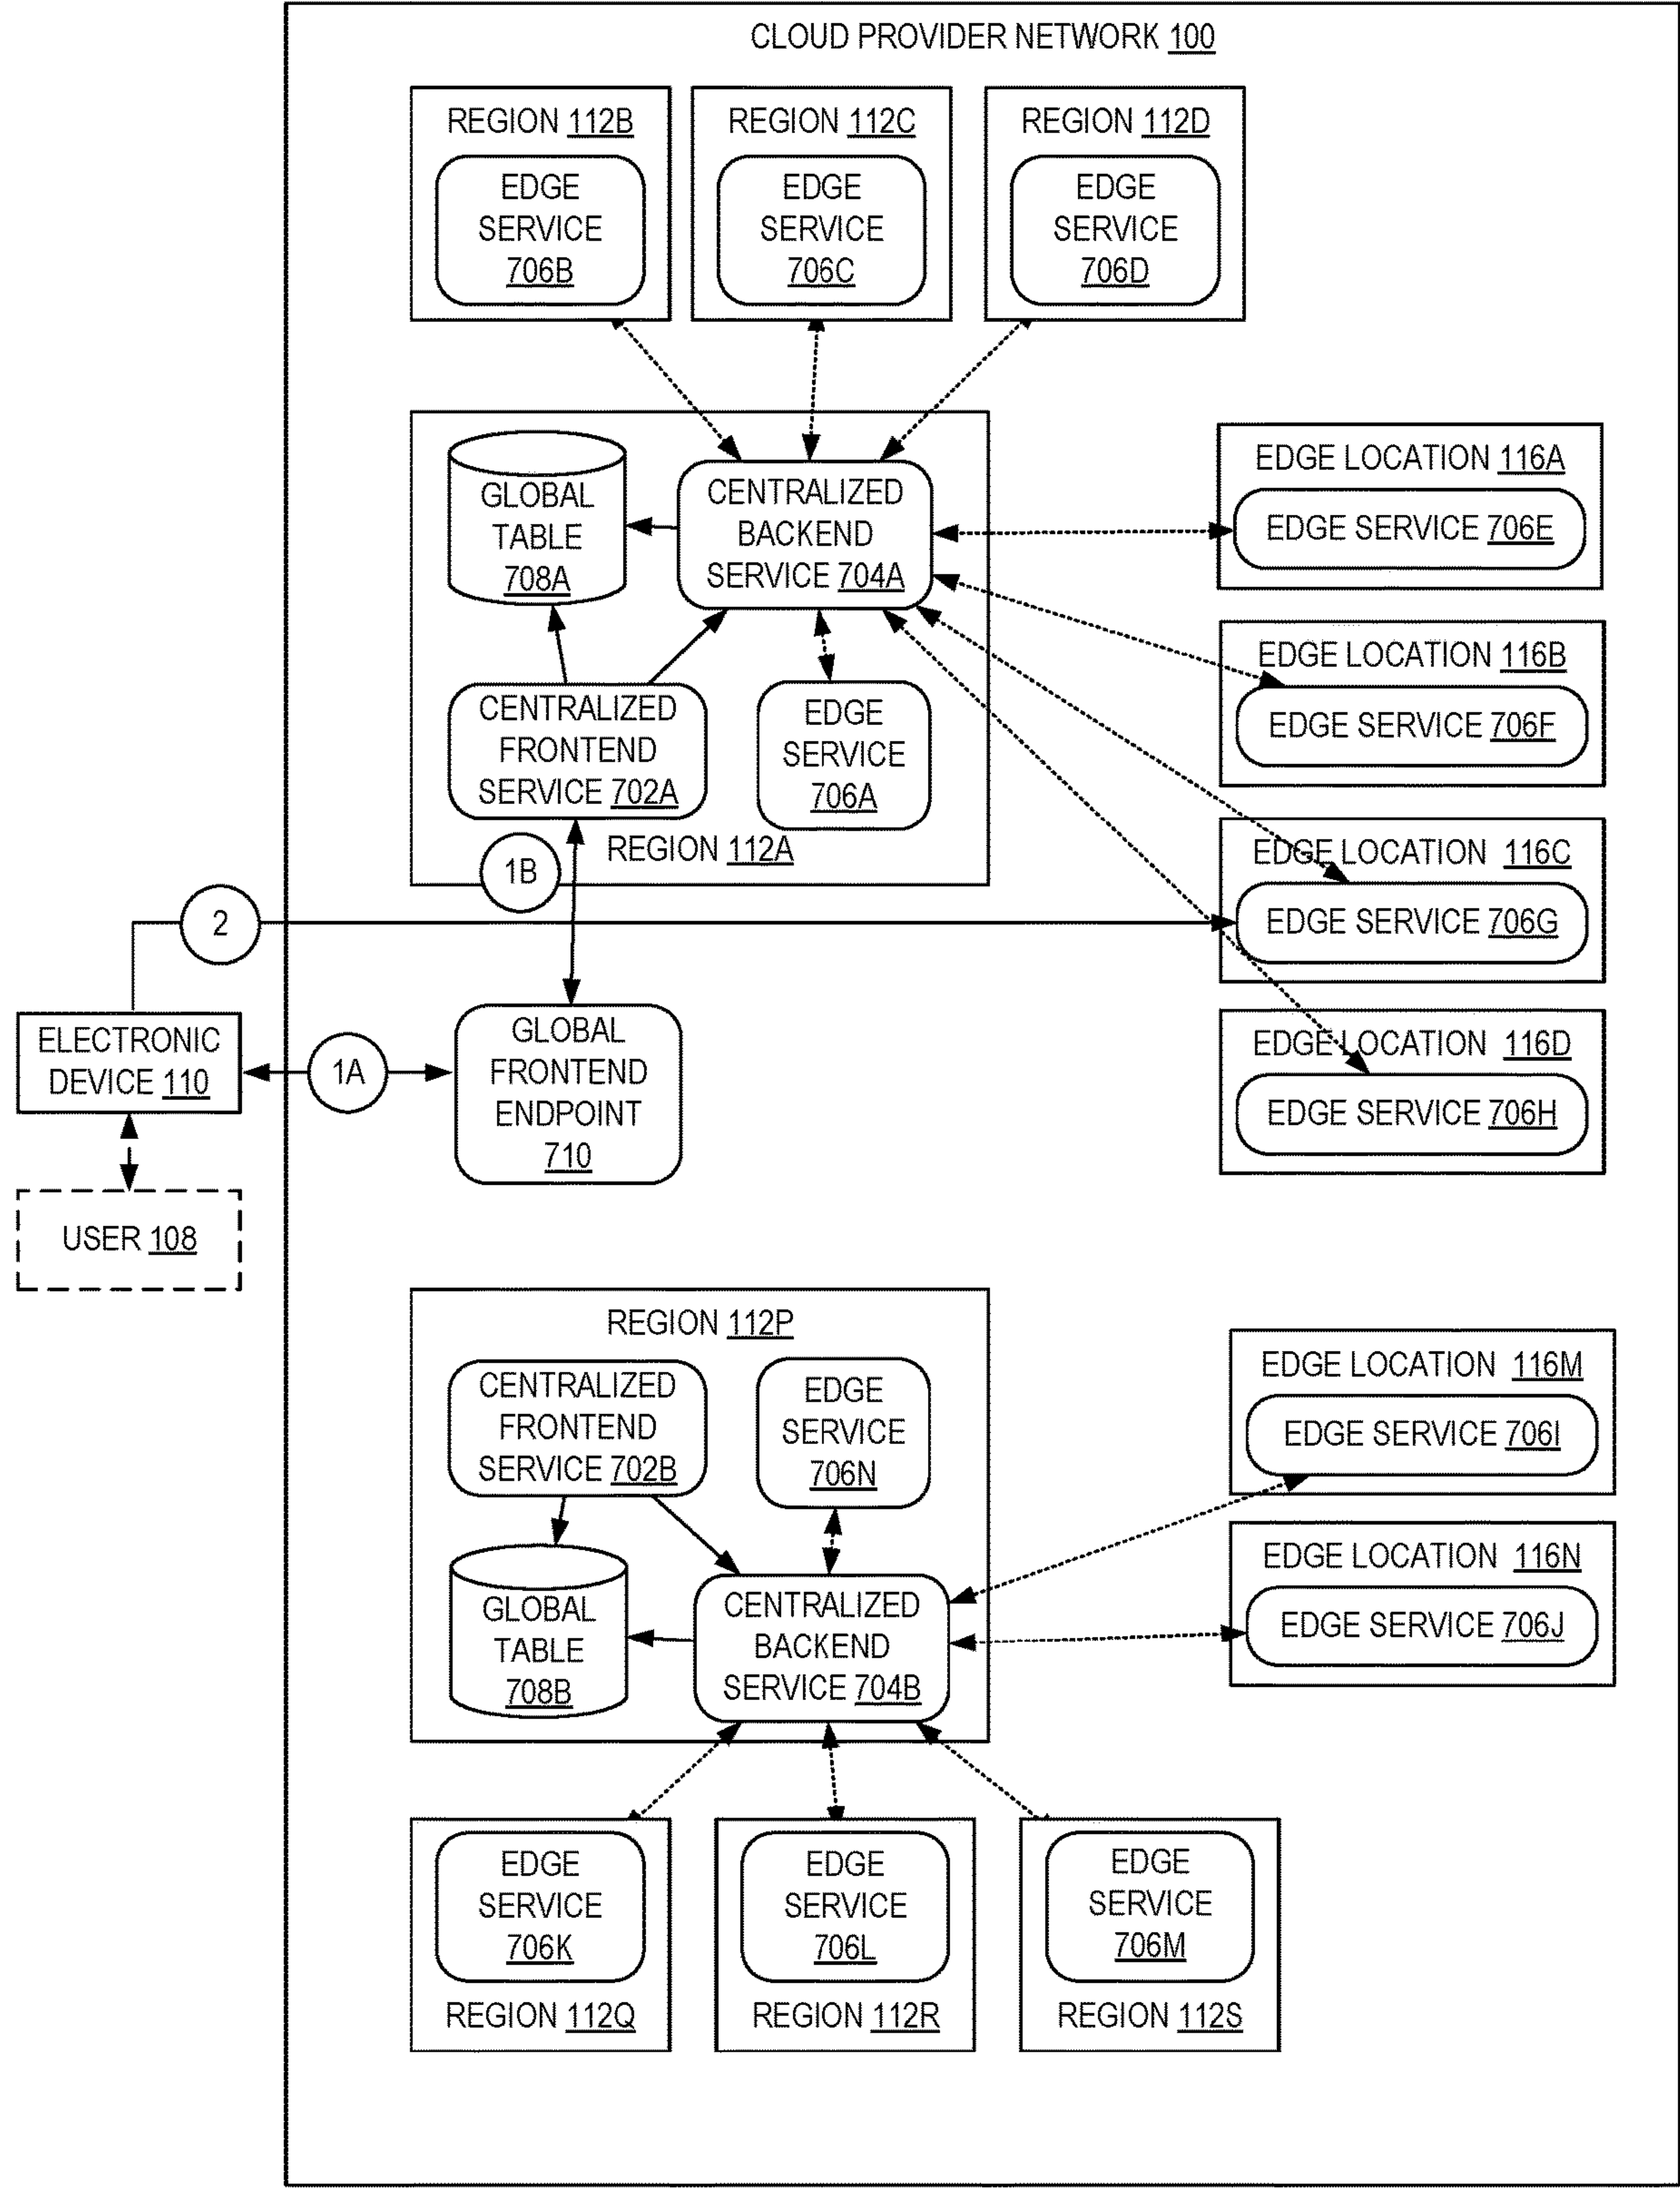 CLOUD PROVIDER NETWORK 100
REGION 112B
EDGE
SERVICE
706B
REGION 112C
EDGE
SERVICE
706C
REGION 112D
EDGE
SERVICE
706D
GLOBAL
TABLE
708A
CENTRALIZED
BACKEND
SERVICE 704A
CENTRALIZED
FRONTEND
SERVICE 702A
EDGE
SERVICE
706A
REGION 112A
EDGE LOCATION 116A
EDGE SERVICE 706E
EDGE LOCATION 116B
EDGE SERVICE 706F
EDGE LOCATION 116C
EDGE SERVICE 706G
EDGE LOCATION 116D
EDGE SERVICE 706H
1B
2
ELECTRONIC
DEVICE 110
1A
GLOBAL
FRONTEND
ENDPOINT
710
USER 108
REGION 112P
CENTRALIZED
FRONTEND
SERVICE 702B
EDGE
SERVICE
706N
GLOBAL
TABLE
708B
CENTRALIZED
BACKEND
SERVICE 704B
EDGE LOCATION 116M
EDGE SERVICE 706I
EDGE LOCATION 116N
EDGE SERVICE 706J
EDGE
SERVICE
706K
REGION 112Q
EDGE
SERVICE
706L
REGION 112R
EDGE
SERVICE
706M
REGION 112S